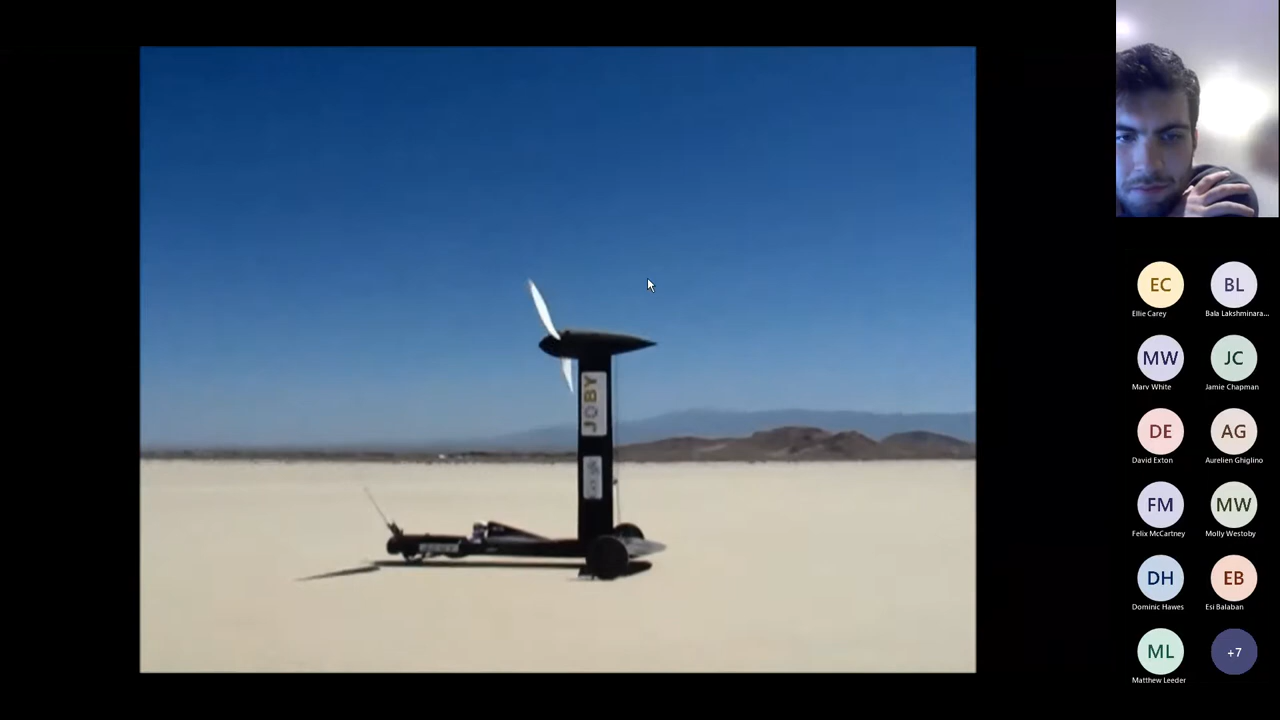 JOBY
EC
BL
Ellie Carey
Bala Lakshminara...
MW
JC
Marv White
Jamie Chapman
DE
AG
David Exton
Aurelien Ghiglino
FM
MW
Felix McCartney
Molly Westoby
DH
EB
Dominic Hawes
Esi Balaban
ML
+7
Matthew Leeder